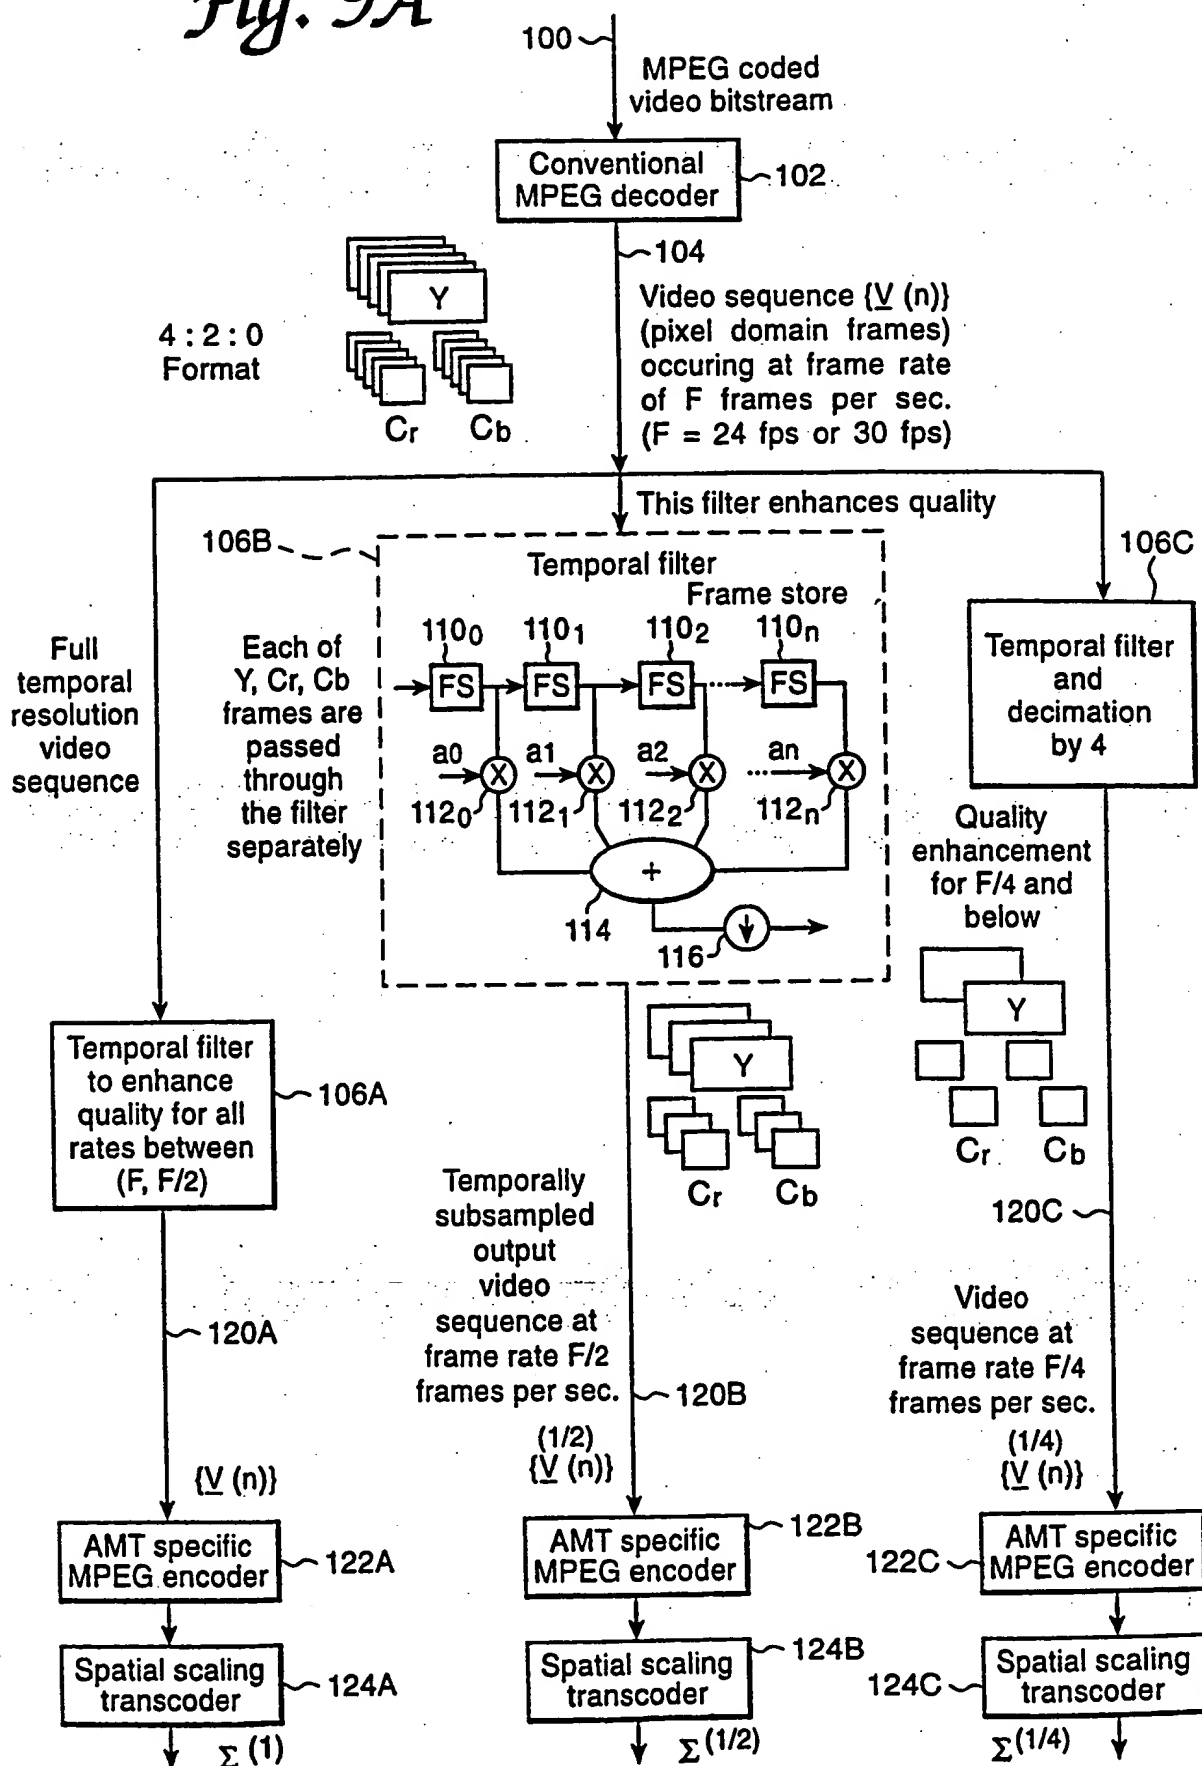 Fig. 9A
100
MPEG coded
video bitstream
Conventional
MPEG decoder
102
104
Y
4 : 2 : 0
Format
Cr
Cb
Video sequence {V (n)}
(pixel domain frames)
occuring at frame rate
of F frames per sec.
(F = 24 fps or 30 fps)
This filter enhances quality
106B
106C
Temporal filter
Frame store
110₀
110₁
110₂
110n
FS
FS
FS
FS
Full
temporal
resolution
video
sequence
Each of
Y, Cr, Cb
frames are
passed
through
the filter
separately
a0
a1
a2
an
X
X
X
X
112₀
112₁
112₂
112n
+
114
116
Temporal filter
and
decimation
by 4
Quality
enhancement
for F/4 and
below
Y
Cr
Cb
Temporal filter
to enhance
quality for all
rates between
(F, F/2)
106A
Y
Cr
Cb
Temporally
subsampled
output
video
sequence at
frame rate F/2
frames per sec.
120A
120B
120C
Video
sequence at
frame rate F/4
frames per sec.
{V (n)}
(1/2)
{V (n)}
(1/4)
{V (n)}
AMT specific
MPEG encoder
122A
AMT specific
MPEG encoder
122B
122C
AMT specific
MPEG encoder
Spatial scaling
transcoder
124A
Spatial scaling
transcoder
124B
124C
Spatial scaling
transcoder
Σ (1)
Σ (1/2)
Σ (1/4)